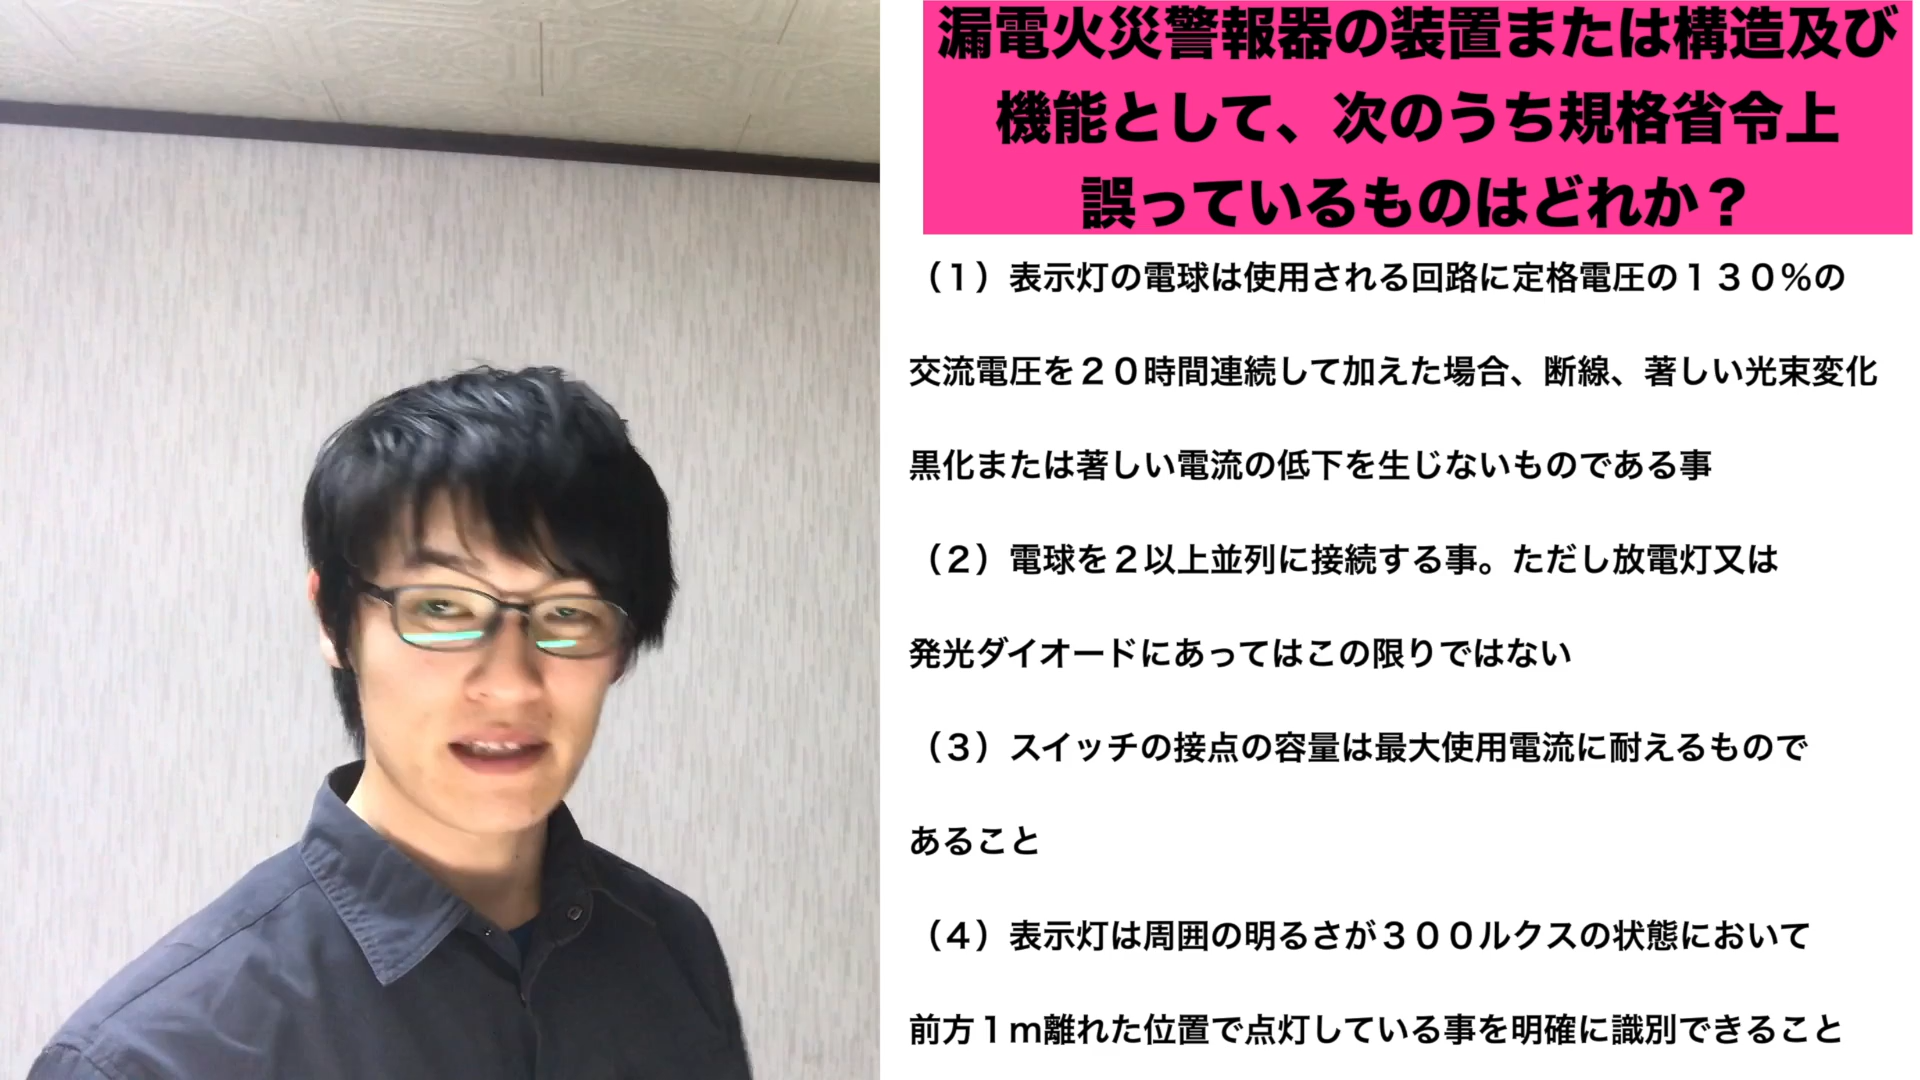 漏電火災警報器の装置または構造及び
機能として、次のうち規格省令上
誤っているものはどれか？
（１）表示灯の電球は使用される回路に定格電圧の１３０％の
交流電圧を２０時間連続して加えた場合、断線、著しい光束変化
黒化または著しい電流の低下を生じないものである事
（２）電球を２以上並列に接続する事。ただし放電灯又は
発光ダイオードにあってはこの限りではない
（３）スイッチの接点の容量は最大使用電流に耐えるもので
あること
（４）表示灯は周囲の明るさが３００ルクスの状態において
前方１ｍ離れた位置で点灯している事を明確に識別できること